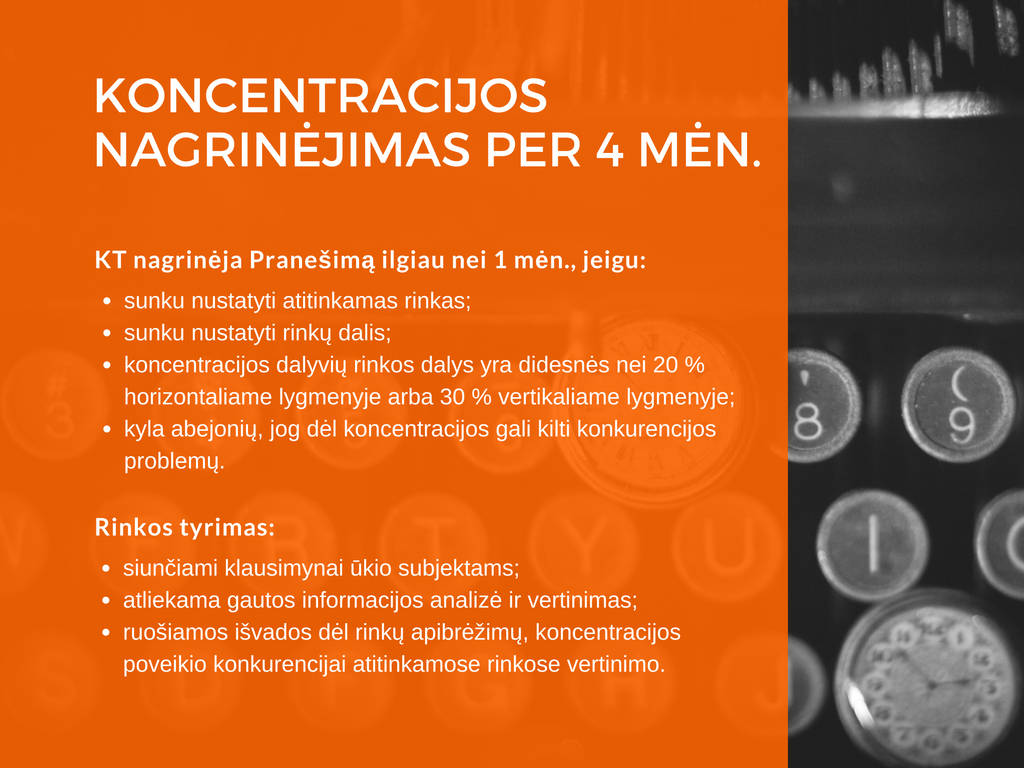 KONCENTRACIJOS
NAGRINĖJIMAS PER 4 MĖN.
KT nagrinėja Pranešimą ilgiau nei 1 mėn., jeigu:
• sunku nustatyti atitinkamas rinkas;
• sunku nustatyti rinkų dalis;
• koncentracijos dalyvių rinkos dalys yra didesnės nei 20 %
horizontaliame lygmenyje arba 30 % vertikaliame lygmenyje;
• kyla abejonių, jog dėl koncentracijos gali kilti konkurencijos
problemų.
Rinkos tyrimas:
• siunčiami klausimynai ūkio subjektams;
• atliekama gautos informacijos analizė ir vertinimas;
• ruošiamos išvados dėl rinkų apibrėžimų, koncentracijos
poveikio konkurencijai atitinkamose rinkose vertinimo.
# 3
' 8
( 9
T Y U I
S D F G H J